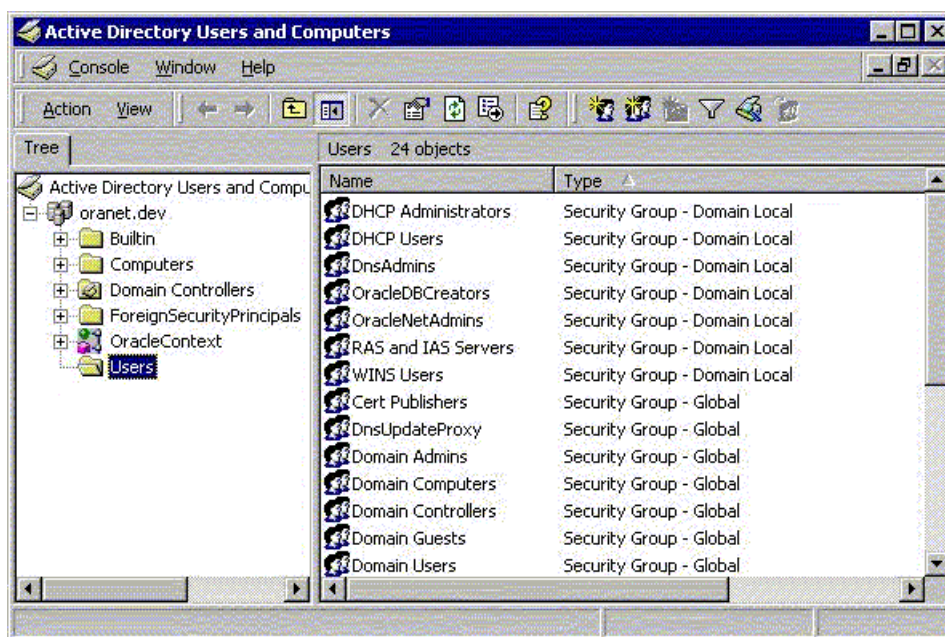 Active Directory Users and Computers
Console Window Help
Action View
Tree
Users 24 objects
Active Directory Users and Compu
oranet.dev
Builtin
Computers
Domain Controllers
ForeignSecurityPrincipals
OracleContext
Users
Name Type
DHCP Administrators Security Group - Domain Local
DHCP Users Security Group - Domain Local
DnsAdmins Security Group - Domain Local
OracleDBCreators Security Group - Domain Local
OracleNetAdmins Security Group - Domain Local
RAS and IAS Servers Security Group - Domain Local
WINS Users Security Group - Domain Local
Cert Publishers Security Group - Global
DnsUpdateProxy Security Group - Global
Domain Admins Security Group - Global
Domain Computers Security Group - Global
Domain Controllers Security Group - Global
Domain Guests Security Group - Global
Domain Users Security Group - Global